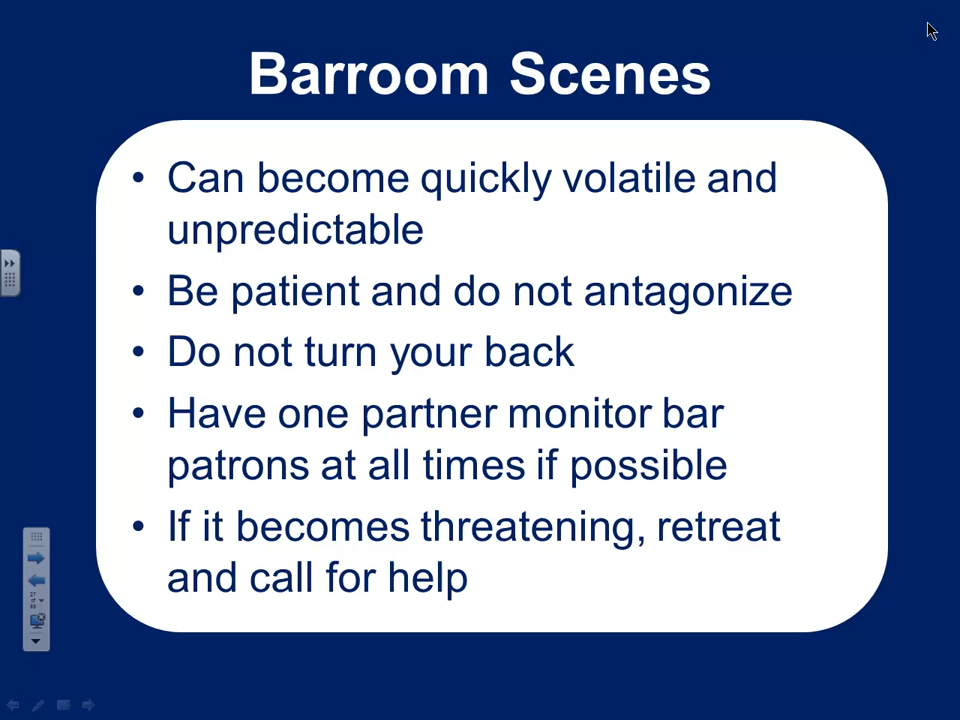 Barroom Scenes
• Can become quickly volatile and
unpredictable
• Be patient and do not antagonize
• Do not turn your back
• Have one partner monitor bar
patrons at all times if possible
• If it becomes threatening, retreat
and call for help
27
of